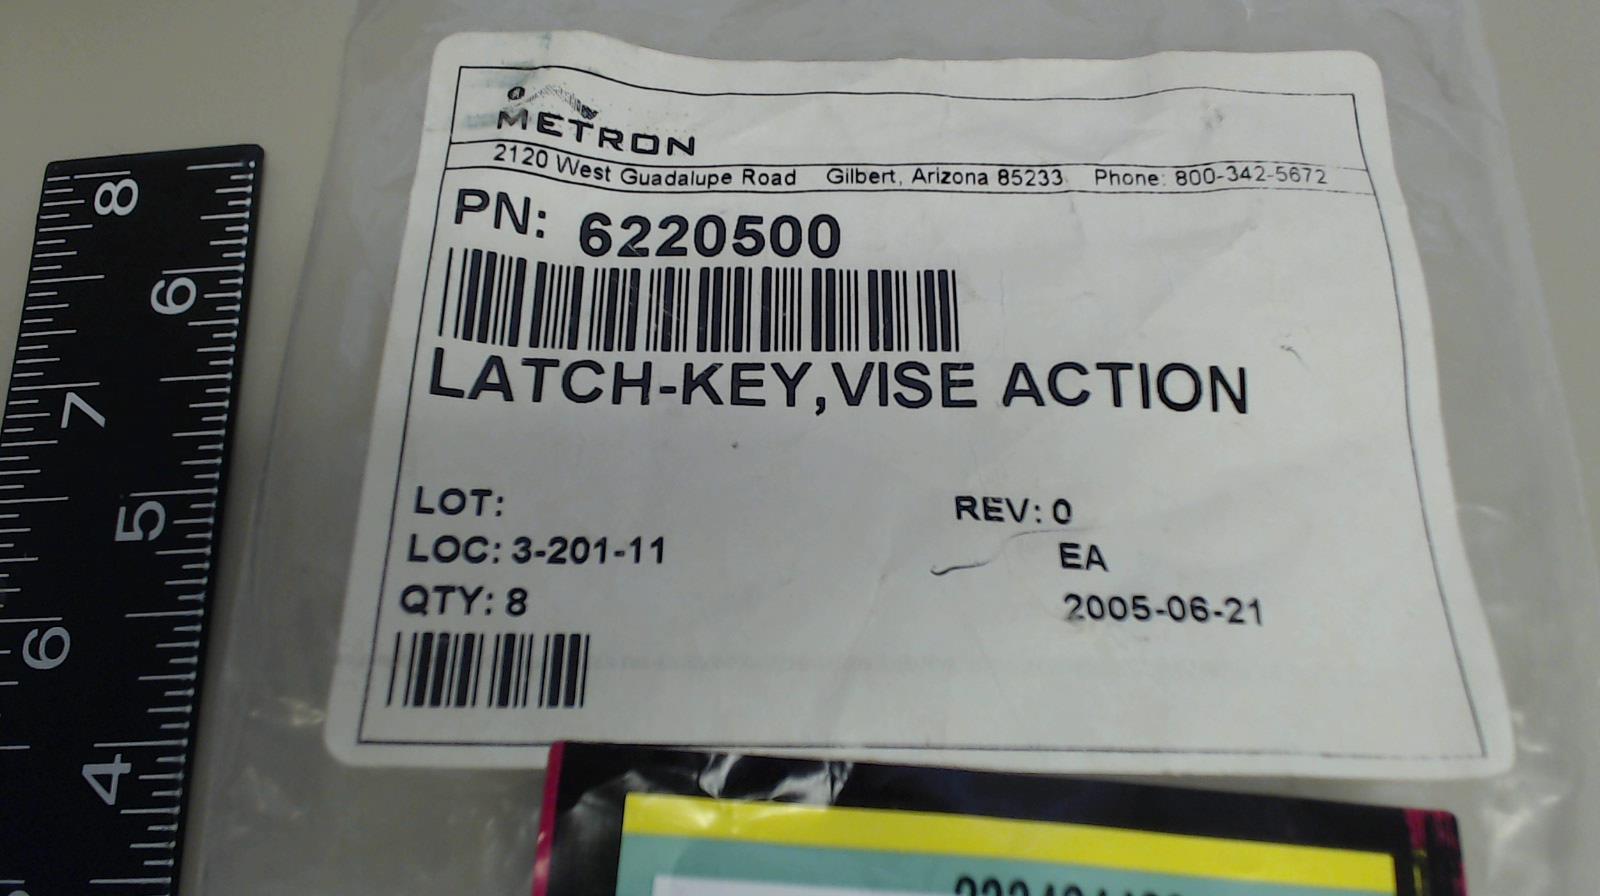 METRON
2120 West Guadalupe Road Gilbert, Arizona 85233 Phone: 800-342-5672
PN: 6220500
LATCH-KEY,VISE ACTION
LOT:
REV: 0
LOC: 3-201-11
EA
QTY: 8
2005-06-21
8
7
6
6
5
4